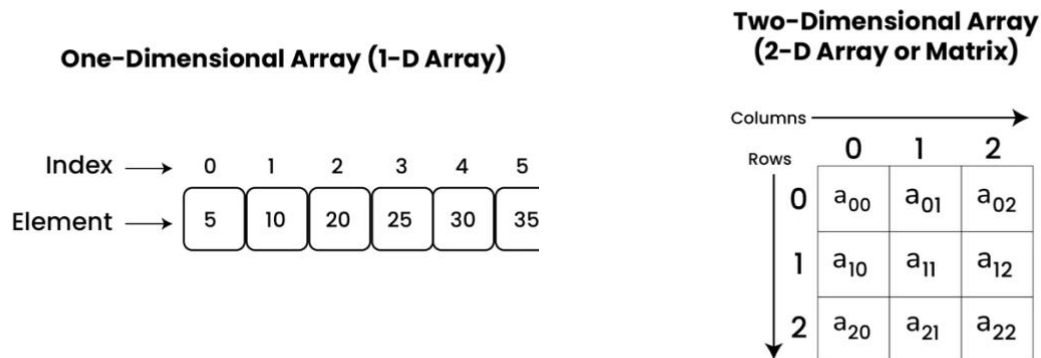 One-Dimensional Array (1-D Array)
Index 0 1 2 3 4 5
Element 5 10 20 25 30 35
Two-Dimensional Array
(2-D Array or Matrix)
Columns
Rows 0 1 2
0 a00 a01 a02
1 a10 a11 a12
2 a20 a21 a22